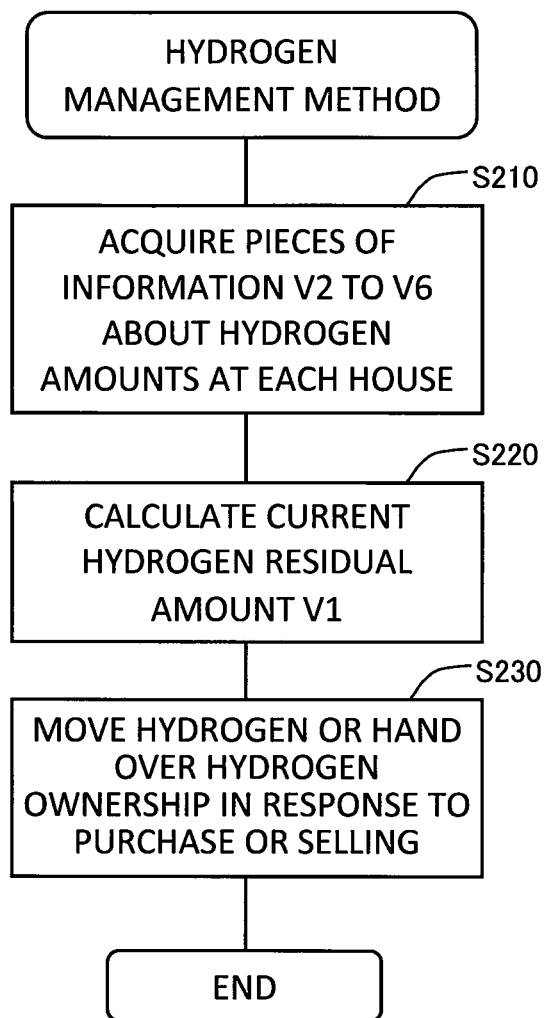 HYDROGEN
MANAGEMENT METHOD
S210
ACQUIRE PIECES OF
INFORMATION V2 TO V6
ABOUT HYDROGEN
AMOUNTS AT EACH HOUSE
S220
CALCULATE CURRENT
HYDROGEN RESIDUAL
AMOUNT V1
S230
MOVE HYDROGEN OR HAND
OVER HYDROGEN
OWNERSHIP IN RESPONSE TO
PURCHASE OR SELLING
END